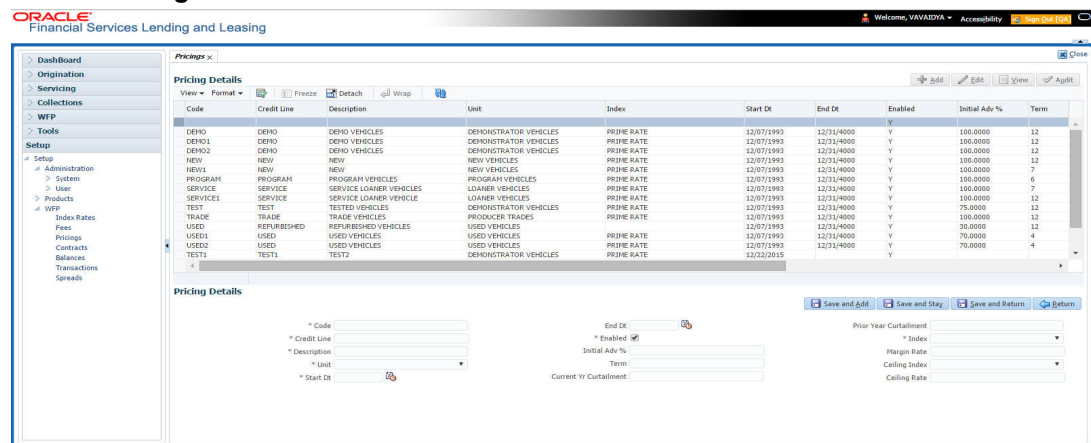 ORACLE
Financial Services Lending and Leasing
Welcome, VAVAIDYA Accessibility Sign Out [QA]
Close
DashBoard
Origination
Servicing
Collections
WFP
Tools
Setup
Setup
Administration
System
User
Products
WFP
Index Rates
Fees
Pricings
Contracts
Balances
Transactions
Spreads
Pricings ×
Pricing Details
Add Edit View Audit
View Format Freeze Detach Wrap
Code Credit Line Description Unit Index Start Dt End Dt Enabled Initial Adv % Term
Y
DEMO DEMO DEMO VEHICLES DEMONSTRATOR VEHICLES PRIME RATE 12/07/1993 12/31/4000 Y 100.0000 12
DEMO1 DEMO DEMO VEHICLES DEMONSTRATOR VEHICLES PRIME RATE 12/07/1993 12/31/4000 Y 100.0000 12
DEMO2 DEMO DEMO VEHICLES DEMONSTRATOR VEHICLES PRIME RATE 12/07/1993 12/31/4000 Y 100.0000 12
NEW NEW NEW NEW VEHICLES PRIME RATE 12/07/1993 12/31/4000 Y 100.0000 12
NEW1 NEW NEW NEW VEHICLES PRIME RATE 12/07/1993 12/31/4000 Y 100.0000 7
PROGRAM PROGRAM PROGRAM VEHICLES PROGRAM VEHICLES PRIME RATE 12/07/1993 12/31/4000 Y 100.0000 6
SERVICE SERVICE SERVICE LOANER VEHICLES LOANER VEHICLES PRIME RATE 12/07/1993 12/31/4000 Y 100.0000 7
SERVICE1 SERVICE SERVICE LOANER VEHICLE LOANER VEHICLES PRIME RATE 12/07/1993 12/31/4000 Y 100.0000 12
TEST TEST TESTED VEHICLES DEMONSTRATOR VEHICLES PRIME RATE 12/07/1993 12/31/4000 Y 75.0000 12
TRADE TRADE TRADE VEHICLES PRODUCER TRADES PRIME RATE 12/07/1993 12/31/4000 Y 100.0000 12
USED REFURBISHED REFURBISHED VEHICLES USED VEHICLES 12/07/1993 12/31/4000 Y 30.0000 12
USED1 USED USED VEHICLES USED VEHICLES PRIME RATE 12/07/1993 12/31/4000 Y 70.0000 4
USED2 USED USED VEHICLES USED VEHICLES PRIME RATE 12/07/1993 12/31/4000 Y 70.0000 4
TEST1 TEST1 TEST2 DEMONSTRATOR VEHICLES PRIME RATE 12/22/2015 Y
Pricing Details
Save and Add Save and Stay Save and Return Return
* Code End Dt Prior Year Curtailment
* Credit Line * Enabled * Index
* Description Initial Adv % Margin Rate
* Unit Term Ceiling Index
* Start Dt Current Yr Curtailment Ceiling Rate